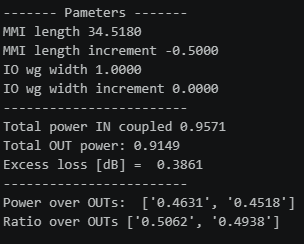 ------- Pameters -------
MMI length 34.5180
MMI length increment -0.5000
IO wg width 1.0000
IO wg width increment 0.0000
------------------------
Total power IN coupled 0.9571
Total OUT power: 0.9149
Excess loss [dB] =  0.3861
------------------------
Power over OUTs:  ['0.4631', '0.4518']
Ratio over OUTs ['0.5062', '0.4938']